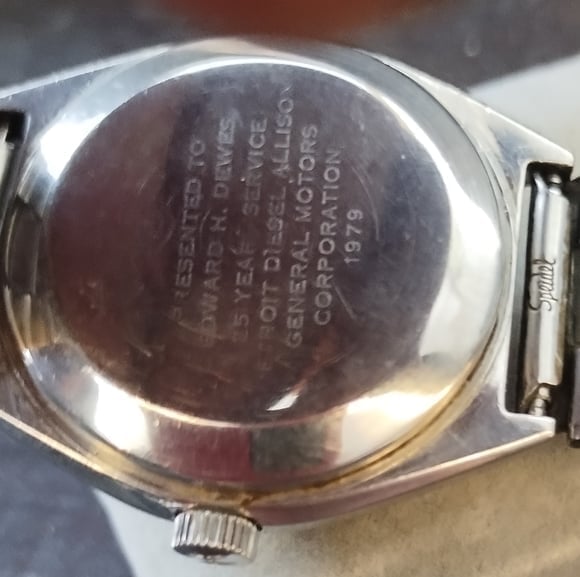 PRESENTED TO
EDWARD H. DEWES
25 YEAR SERVICE
DETROIT DIESEL ALLISON
GENERAL MOTORS
CORPORATION
1979
Speidel